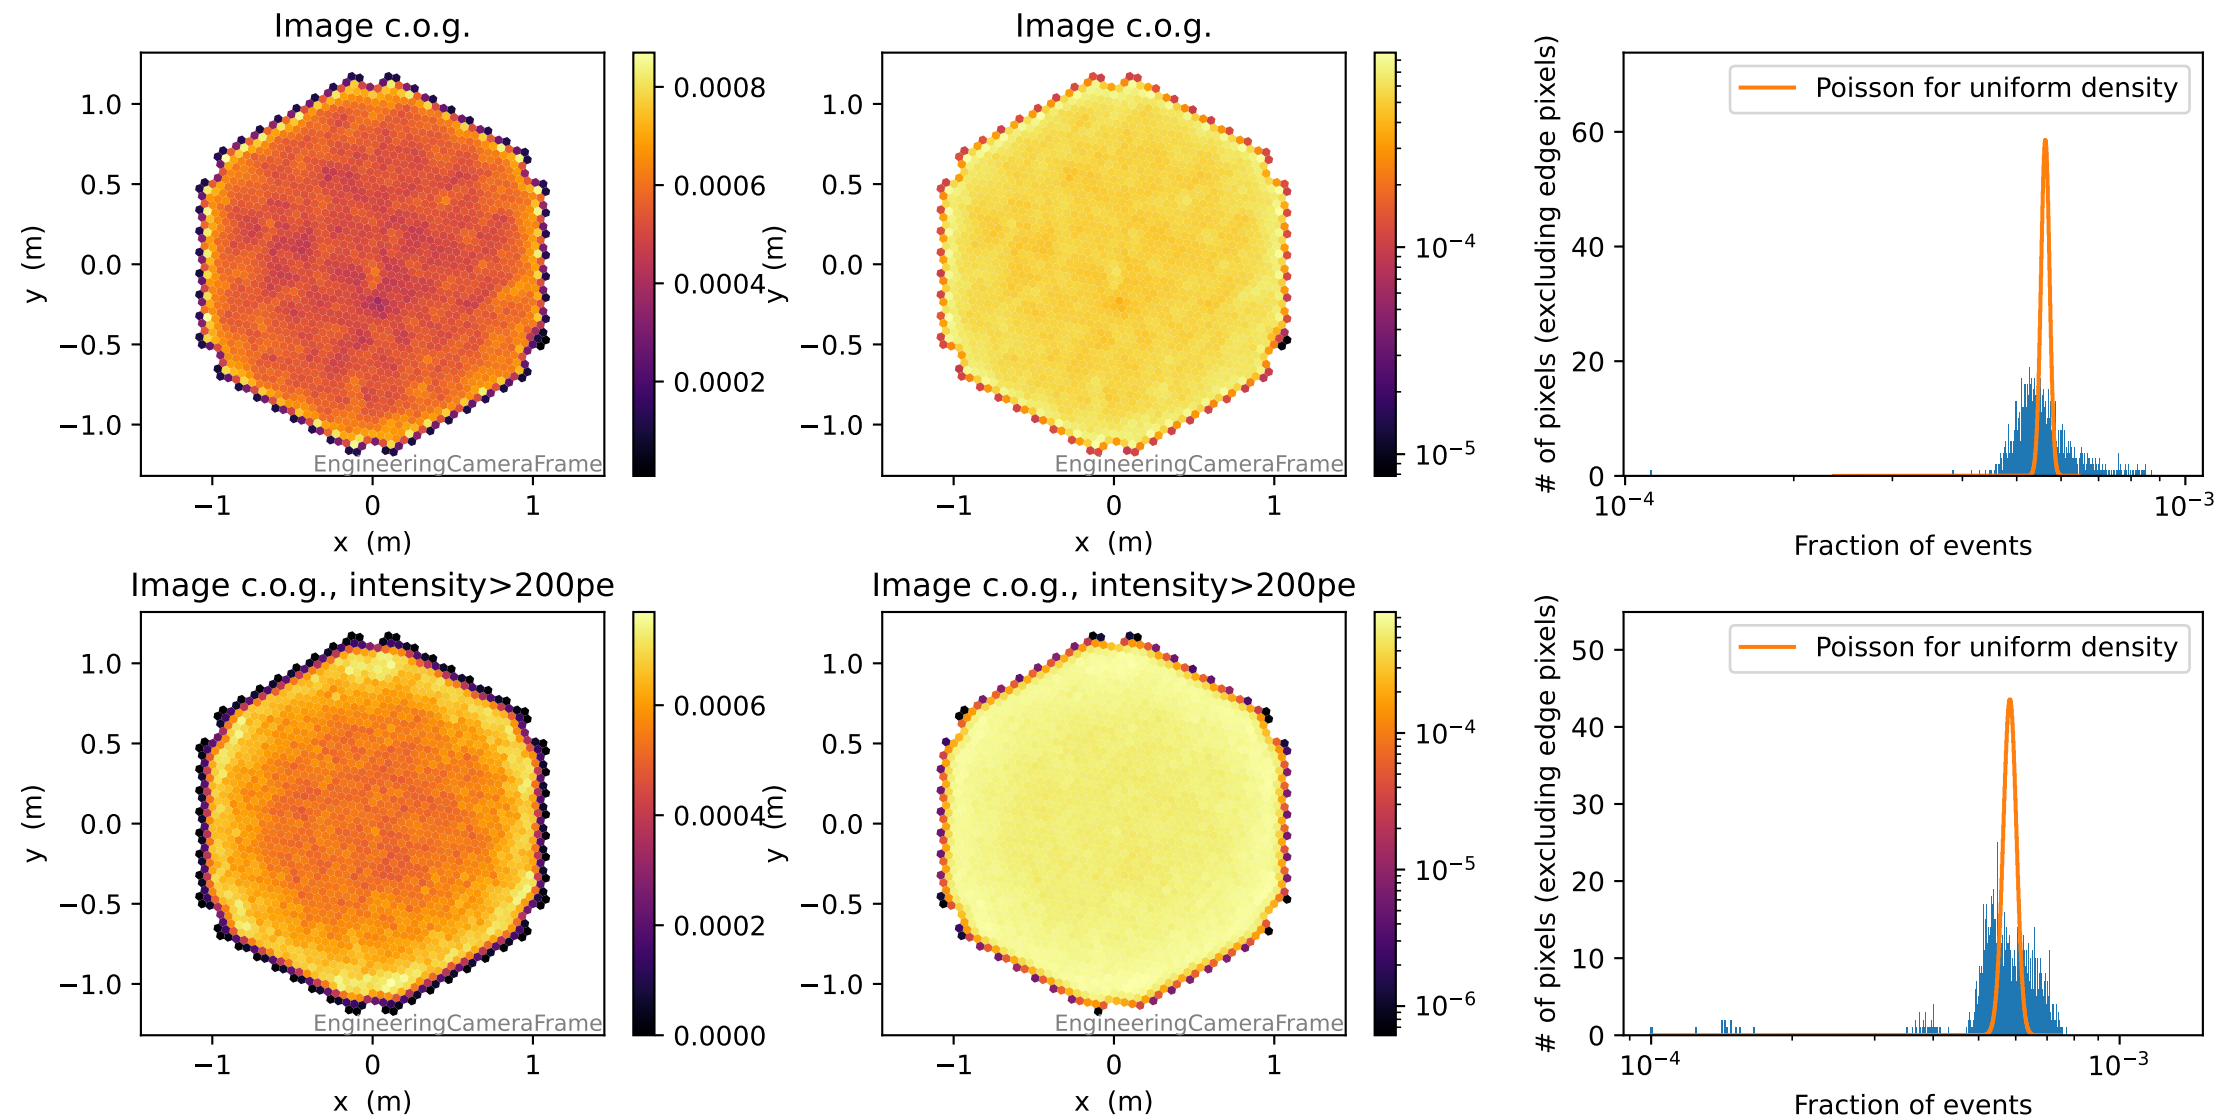 Image c.o.g.
y (m)
1.0
0.5
0.0
−0.5
−1.0
−1
0
1
x (m)
EngineeringCameraFrame
0.0008
0.0006
0.0004
0.0002
Image c.o.g.
y (m)
1.0
0.5
0.0
−0.5
−1.0
−1
0
1
x (m)
EngineeringCameraFrame
10−4
10−5
# of pixels (excluding edge pixels)
60
40
20
0
Poisson for uniform density
10−4
10−3
Fraction of events
Image c.o.g., intensity>200pe
y (m)
1.0
0.5
0.0
−0.5
−1.0
−1
0
1
x (m)
EngineeringCameraFrame
0.0006
0.0004
0.0002
0.0000
Image c.o.g., intensity>200pe
y (m)
1.0
0.5
0.0
−0.5
−1.0
−1
0
1
x (m)
EngineeringCameraFrame
10−4
10−5
10−6
# of pixels (excluding edge pixels)
50
40
30
20
10
0
Poisson for uniform density
10−4
10−3
Fraction of events